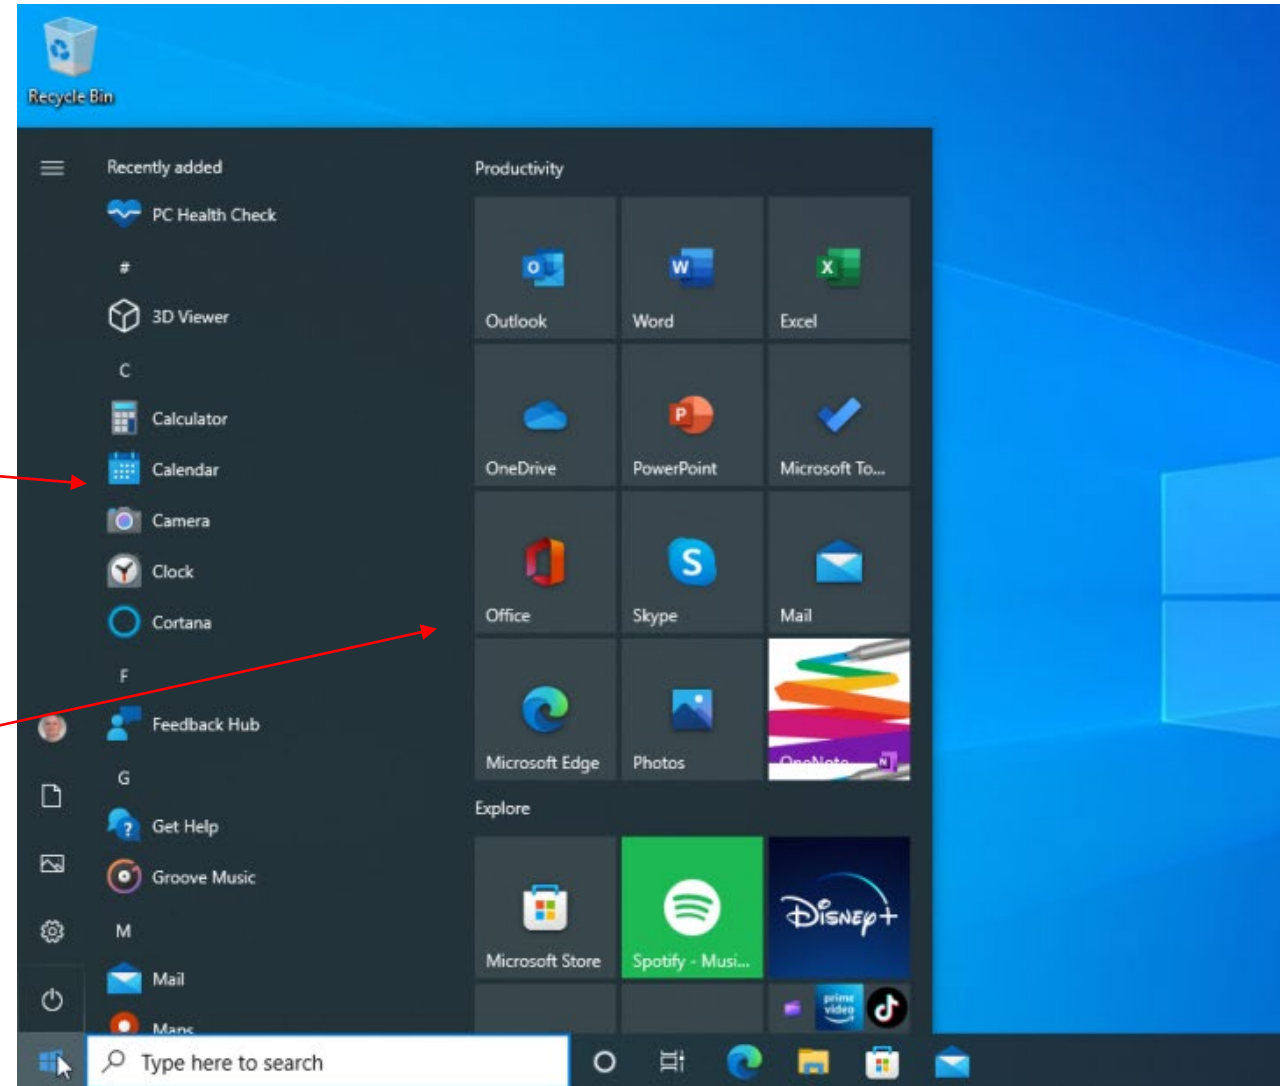 Recycle Bin
Recently added
PC Health Check
#
3D Viewer
C
Calculator
Calendar
Camera
Clock
Cortana
F
Feedback Hub
G
Get Help
Groove Music
M
Mail
Maps
Productivity
Outlook
Word
Excel
OneDrive
PowerPoint
Microsoft To...
Office
Skype
Mail
Microsoft Edge
Photos
OneNote
Explore
Microsoft Store
Spotify - Musi...
Disney+
prime video
Type here to search